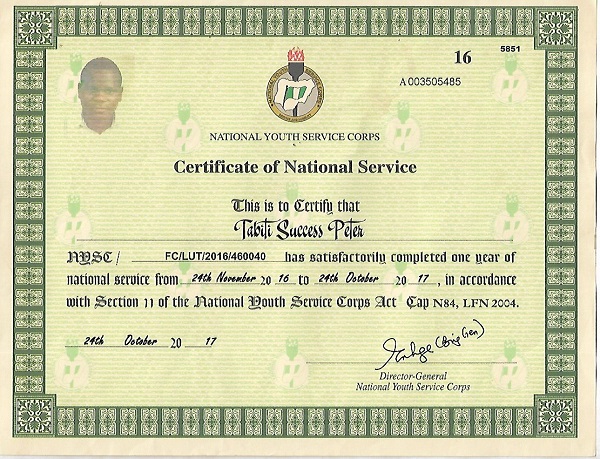 16
5851
A 003505485
NATIONAL YOUTH SERVICE CORPS
Certificate of National Service
This is to Certify that
Tabiti Success Peter
NYSC/ FC/LUT/2016/460040 has satisfactorily completed one year of
national service from 24th November 20 16 to 24th October 20 17, in accordance
with Section 11 of the National Youth Service Corps Act Cap N84, LFN 2004.
24th October 20 17
(Brig Gen)
Director-General
National Youth Service Corps